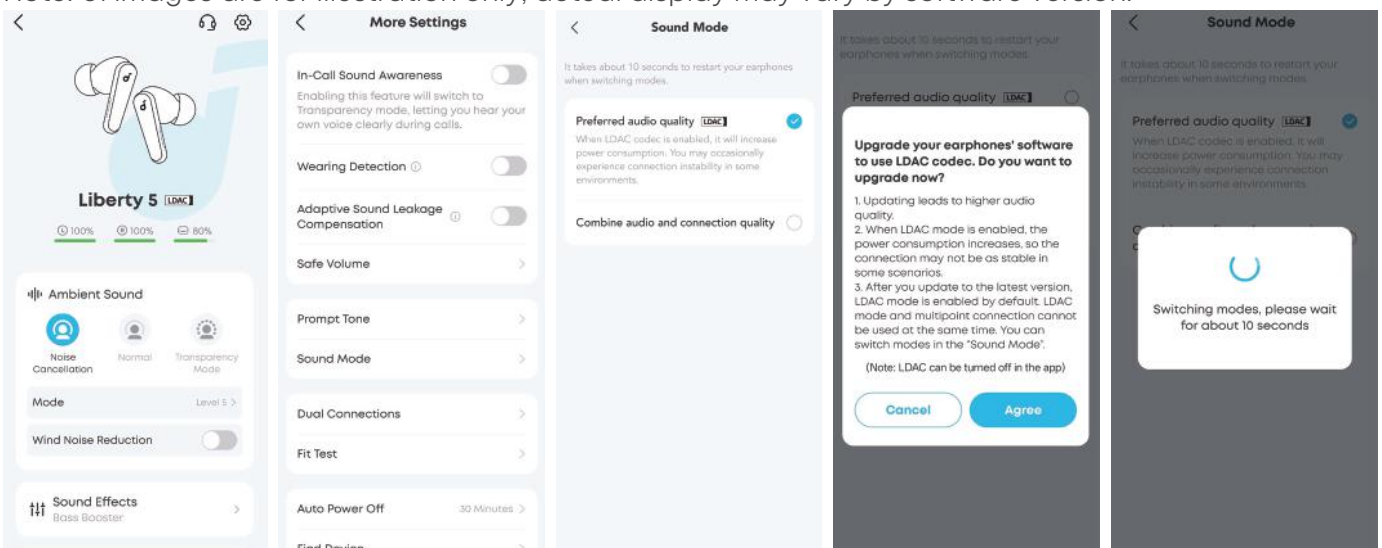 Note: UI images are for illustration only; actual display may vary by software version.
Liberty 5 LDAC
L 100%
R 100%
80%
Ambient Sound
Noise
Cancellation
Normal
Transparency
Mode
Mode
Level 5
Wind Noise Reduction
Sound Effects
Bass Booster
More Settings
In-Call Sound Awareness
Enabling this feature will switch to
Transparency mode, letting you hear your
own voice clearly during calls.
Wearing Detection
Adaptive Sound Leakage
Compensation
Safe Volume
Prompt Tone
Sound Mode
Dual Connections
Fit Test
Auto Power Off
30 Minutes
Find Device
Sound Mode
It takes about 10 seconds to restart your earphones
when switching modes.
Preferred audio quality LDAC
When LDAC codec is enabled, it will increase
power consumption. You may occasionally
experience connection instability in some
environments.
Combine audio and connection quality
It takes about 10 seconds to restart your
earphones when switching modes.
Preferred audio quality LDAC
Upgrade your earphones' software
to use LDAC codec. Do you want to
upgrade now?
1. Updating leads to higher audio
quality.
2. When LDAC mode is enabled, the
power consumption increases, so the
connection may not be as stable in
some scenarios.
3. After you update to the latest version,
LDAC mode is enabled by default. LDAC
mode and multipoint connection cannot
be used at the same time. You can
switch modes in the "Sound Mode".
(Note: LDAC can be turned off in the app)
Cancel
Agree
Sound Mode
It takes about 10 seconds to restart your
earphones when switching modes.
Preferred audio quality LDAC
When LDAC codec is enabled, it will
increase power consumption. You may
occasionally experience connection
instability in some environments.
Switching modes, please wait
for about 10 seconds